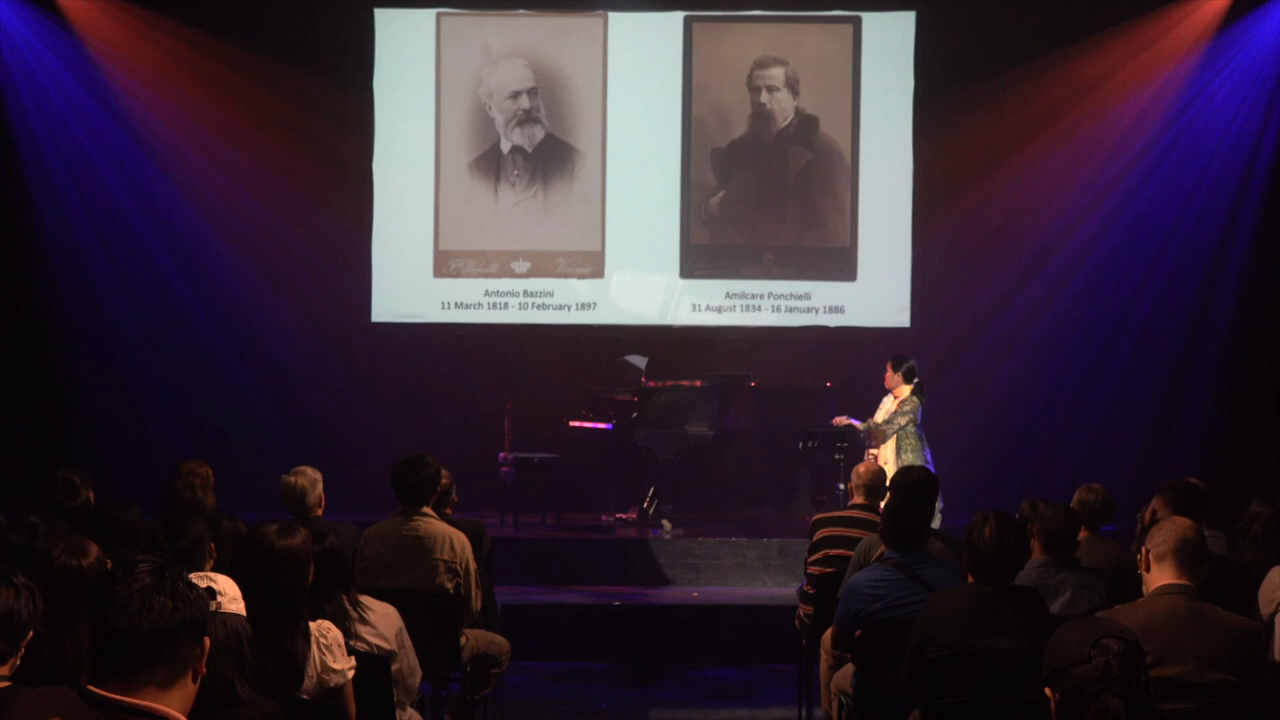 Antonio Bazzini
11 March 1818 - 10 February 1897
Amilcare Ponchielli
31 August 1834 - 16 January 1886